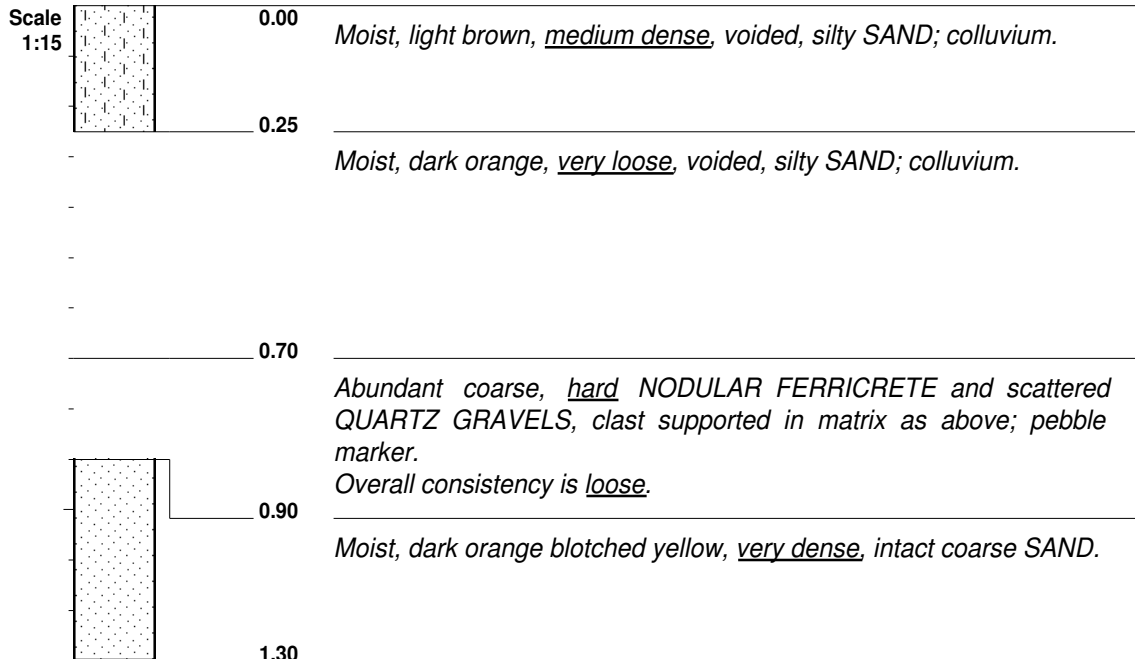 Scale
1:15
0.00
Moist, light brown, medium dense, voided, silty SAND; colluvium.
0.25
Moist, dark orange, very loose, voided, silty SAND; colluvium.
0.70
Abundant coarse, hard NODULAR FERRICRETE and scattered
QUARTZ GRAVELS, clast supported in matrix as above; pebble
marker.
Overall consistency is loose.
0.90
Moist, dark orange blotched yellow, very dense, intact coarse SAND.
1.30